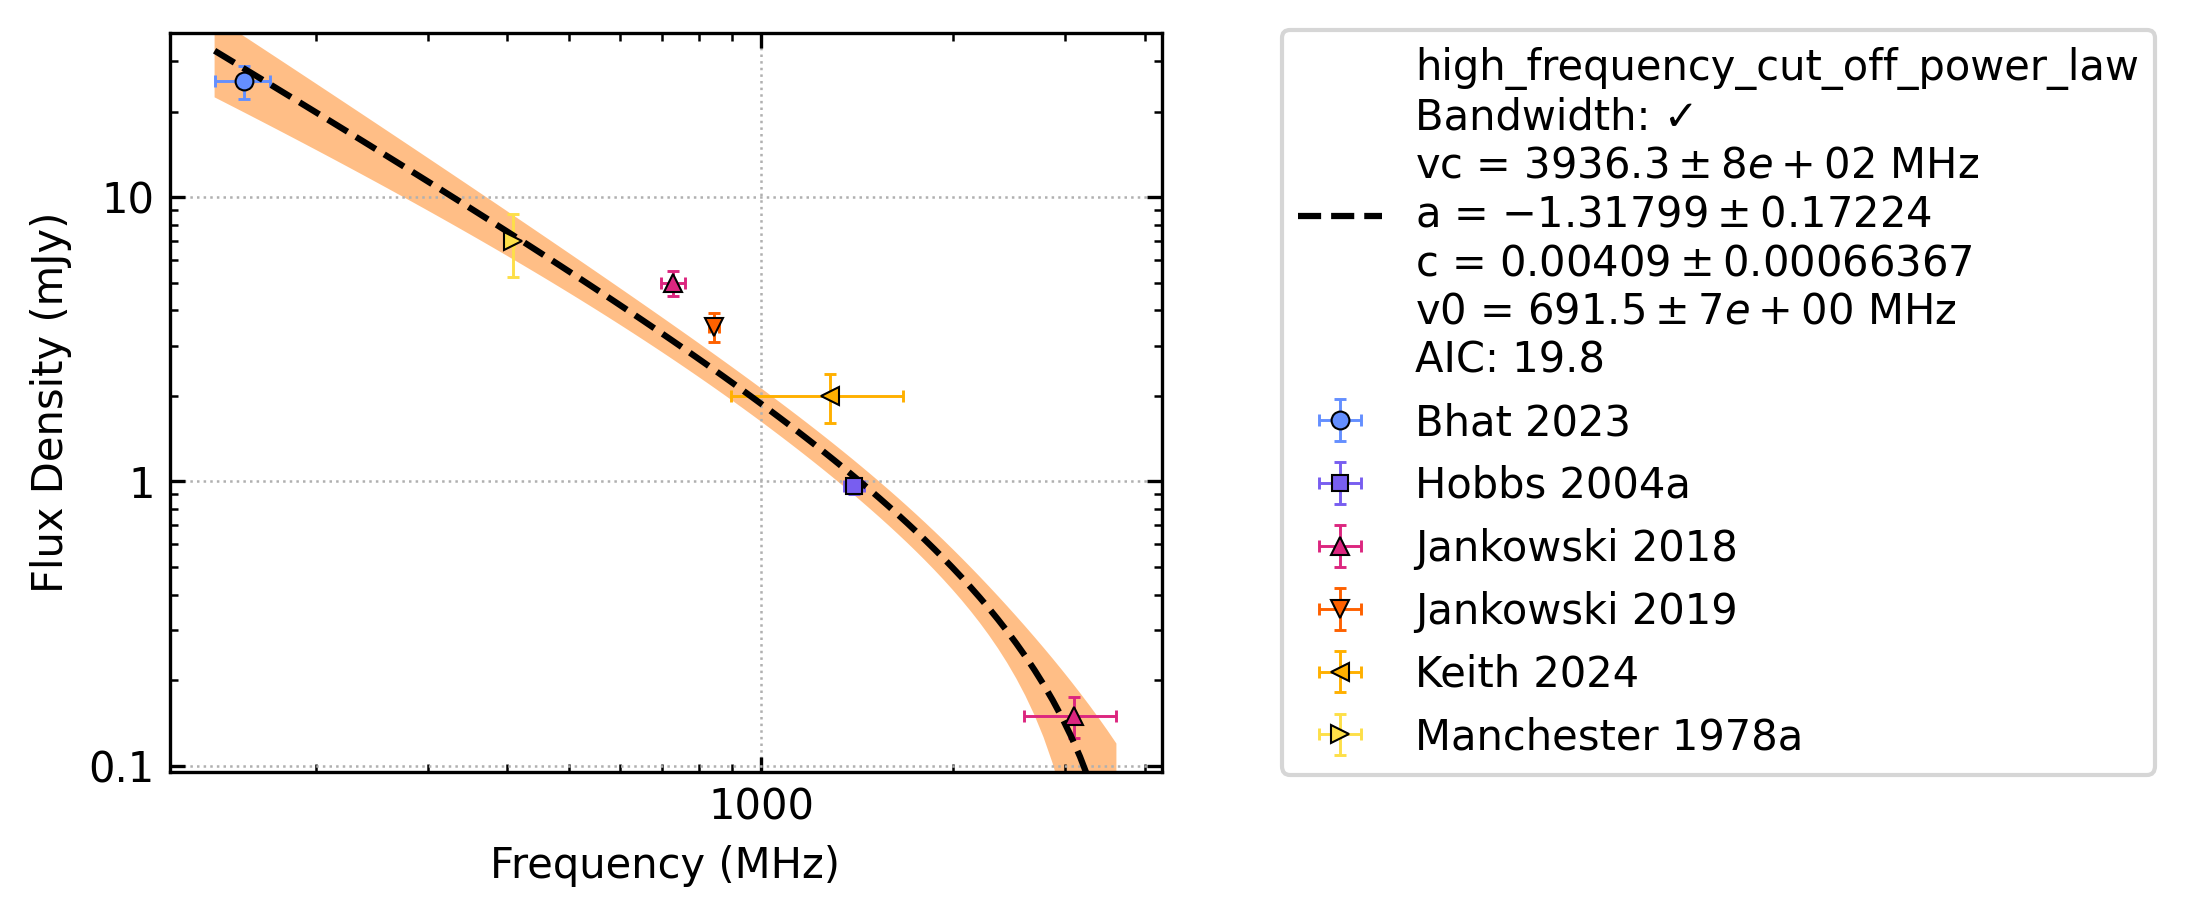 10
1
0.1
1000
Flux Density (mJy)
Frequency (MHz)
high_frequency_cut_off_power_law
Bandwidth: ✓
vc = 3936.3 ± 8e + 02 MHz
a = −1.31799 ± 0.17224
c = 0.00409 ± 0.00066367
v0 = 691.5 ± 7e + 00 MHz
AIC: 19.8
Bhat 2023
Hobbs 2004a
Jankowski 2018
Jankowski 2019
Keith 2024
Manchester 1978a